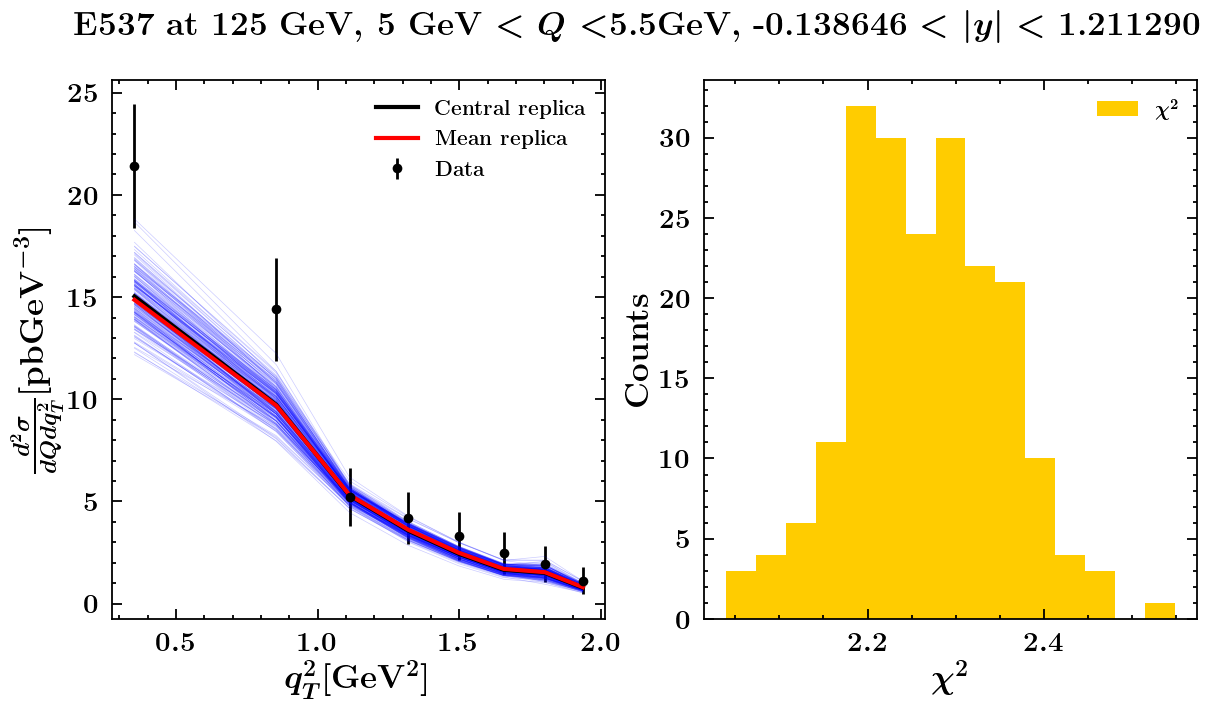 E537 at 125 GeV, 5 GeV < Q <5.5GeV, -0.138646 < |y| < 1.211290
25
20
15
10
5
0
0.5
1.0
1.5
2.0
d²σ/dQdq_T² [pbGeV⁻³]
q_T² [GeV²]
Central replica
Mean replica
Data
30
25
20
15
10
5
0
2.2
2.4
Counts
χ²
χ²